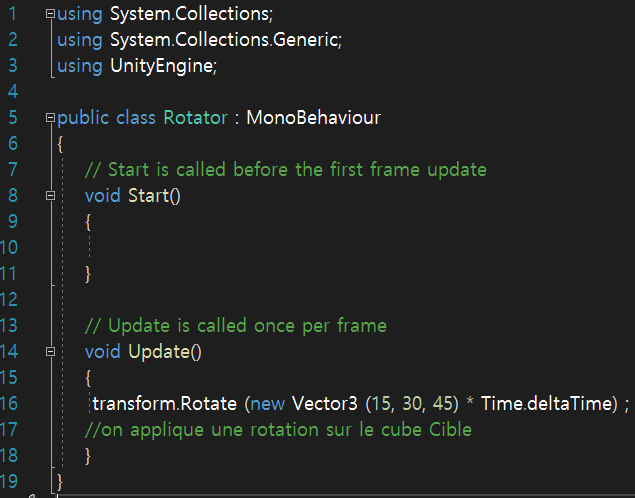 1 using System.Collections;
2 using System.Collections.Generic;
3 using UnityEngine;
4
5 public class Rotator : MonoBehaviour
6 {
7 // Start is called before the first frame update
8 void Start()
9 {
10
11 }
12
13 // Update is called once per frame
14 void Update()
15 {
16 transform.Rotate (new Vector3 (15, 30, 45) * Time.deltaTime) ;
17 //on applique une rotation sur le cube Cible
18 }
19 }